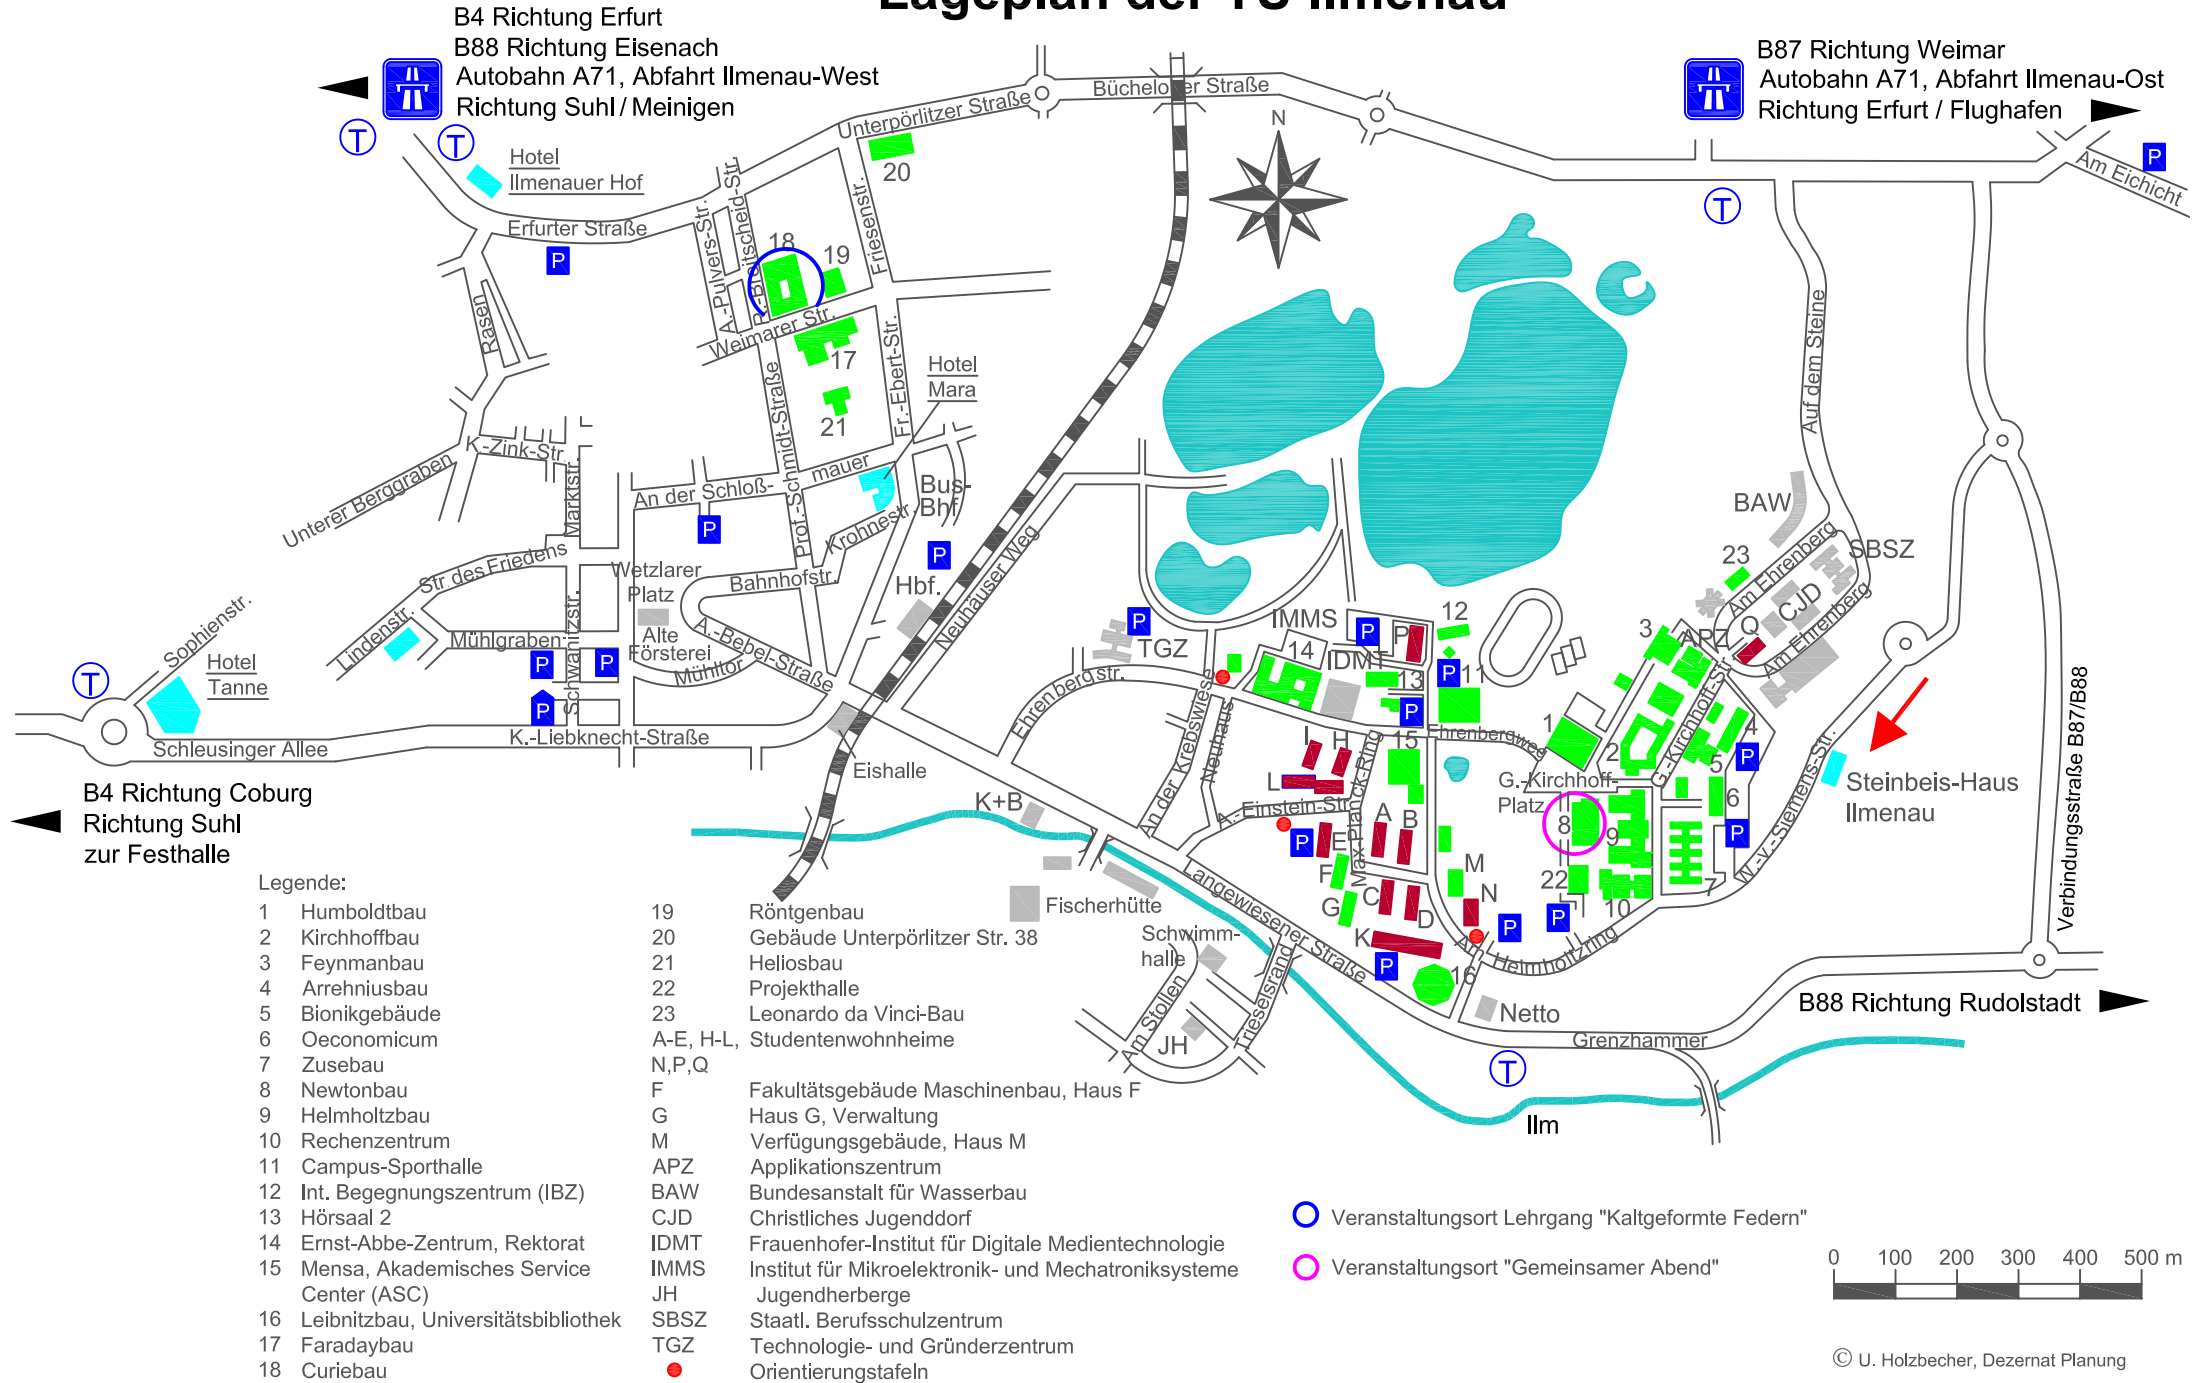 Lageplan der TU Ilmenau
B4 Richtung Erfurt
B88 Richtung Eisenach
Autobahn A71, Abfahrt Ilmenau-West
Richtung Suhl / Meinigen
B87 Richtung Weimar
Autobahn A71, Abfahrt Ilmenau-Ost
Richtung Erfurt / Flughafen
T
T
T
P
Am Eichicht
Hotel
Ilmenauer Hof
Erfurter Straße
P
Unterpörlitzer Straße
Bücheloher Straße
N
20
A.-Pulvers-Str.
R.-Breitscheid-Str.
Friesenstr.
18
19
Weimarer Str.
17
21
Rasen
Prof.-Schmidt-Straße
Fr.-Ebert-Str.
Hotel
Mara
Auf dem Steine
K-Zink-Str.
Unterer Berggraben
Marktstr.
An der Schloß-
mauer
P
Bus-
Bhf
Krohnestr.
P
Hbf.
Neuhäuser Weg
Str. des Friedens
Wetzlarer
Platz
Bahnhofstr.
Alte
Försterei
A.-Bebel-Straße
Mühltor
Lindenstr.
Mühlgraben
Schwanitzstr.
P
P
P
Sophienstr.
Hotel
Tanne
T
Schleusinger Allee
K.-Liebknecht-Straße
Eishalle
B4 Richtung Coburg
Richtung Suhl
zur Festhalle
BAW
23
SBSZ
Am Ehrenberg
CJD
Am Ehrenberg
Q
APZ
3
P
TGZ
IMMS
P
P
12
14
IDMT
13
P
11
P
Ehrenbergstr.
An der Krebswiese
Neuhaus
Ehrenbergweg
1
2
G.-Kirchhoff-Str.
4
P
5
6
P
G.-Kirchhoff-
Platz
8
9
22
10
7
W.-v.-Siemens-Str.
Steinbeis-Haus
Ilmenau
Verbindungsstraße B87/B88
I
H
15
L
A.-Einstein-Str.
Max-Planck-Ring
A
B
P
E
F
G
C
D
K
M
N
P
P
P
16
Am
Helmholtzring
K+B
Langewiesener Straße
Fischerhütte
Schwimm-
halle
Am Stollen
JH
Trieselsrand
Netto
Grenzhammer
T
Ilm
B88 Richtung Rudolstadt
Legende:
1 Humboldtbau
2 Kirchhoffbau
3 Feynmanbau
4 Arrehniusbau
5 Bionikgebäude
6 Oeconomicum
7 Zusebau
8 Newtonbau
9 Helmholtzbau
10 Rechenzentrum
11 Campus-Sporthalle
12 Int. Begegnungszentrum (IBZ)
13 Hörsaal 2
14 Ernst-Abbe-Zentrum, Rektorat
15 Mensa, Akademisches Service
Center (ASC)
16 Leibnitzbau, Universitätsbibliothek
17 Faradaybau
18 Curiebau
19 Röntgenbau
20 Gebäude Unterpörlitzer Str. 38
21 Heliosbau
22 Projekthalle
23 Leonardo da Vinci-Bau
A-E, H-L, Studentenwohnheime
N,P,Q
F Fakultätsgebäude Maschinenbau, Haus F
G Haus G, Verwaltung
M Verfügungsgebäude, Haus M
APZ Applikationszentrum
BAW Bundesanstalt für Wasserbau
CJD Christliches Jugenddorf
IDMT Frauenhofer-Institut für Digitale Medientechnologie
IMMS Institut für Mikroelektronik- und Mechatroniksysteme
JH Jugendherberge
SBSZ Staatl. Berufsschulzentrum
TGZ Technologie- und Gründerzentrum
Orientierungstafeln
Veranstaltungsort Lehrgang "Kaltgeformte Federn"
Veranstaltungsort "Gemeinsamer Abend"
0 100 200 300 400 500 m
© U. Holzbecher, Dezernat Planung